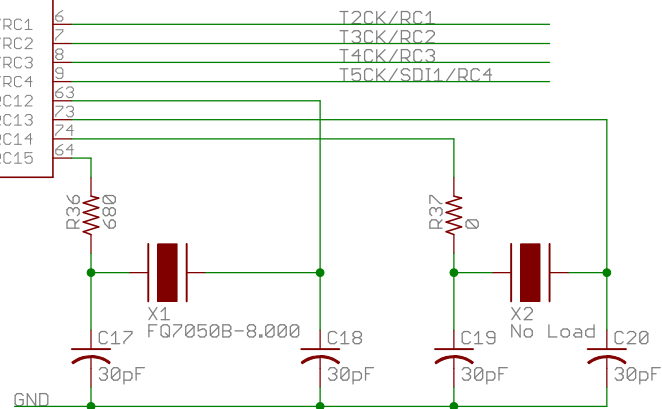 /RC1 6 T2CK/RC1
/RC2 7 T3CK/RC2
/RC3 8 T4CK/RC3
/RC4 9 T5CK/SDI1/RC4
RC12 63
RC13 73
RC14 74
RC15 64
R36 680
R37 0
X1
FQ7050B-8.000
X2
No Load
C17
30pF
C18
30pF
C19
30pF
C20
30pF
GND